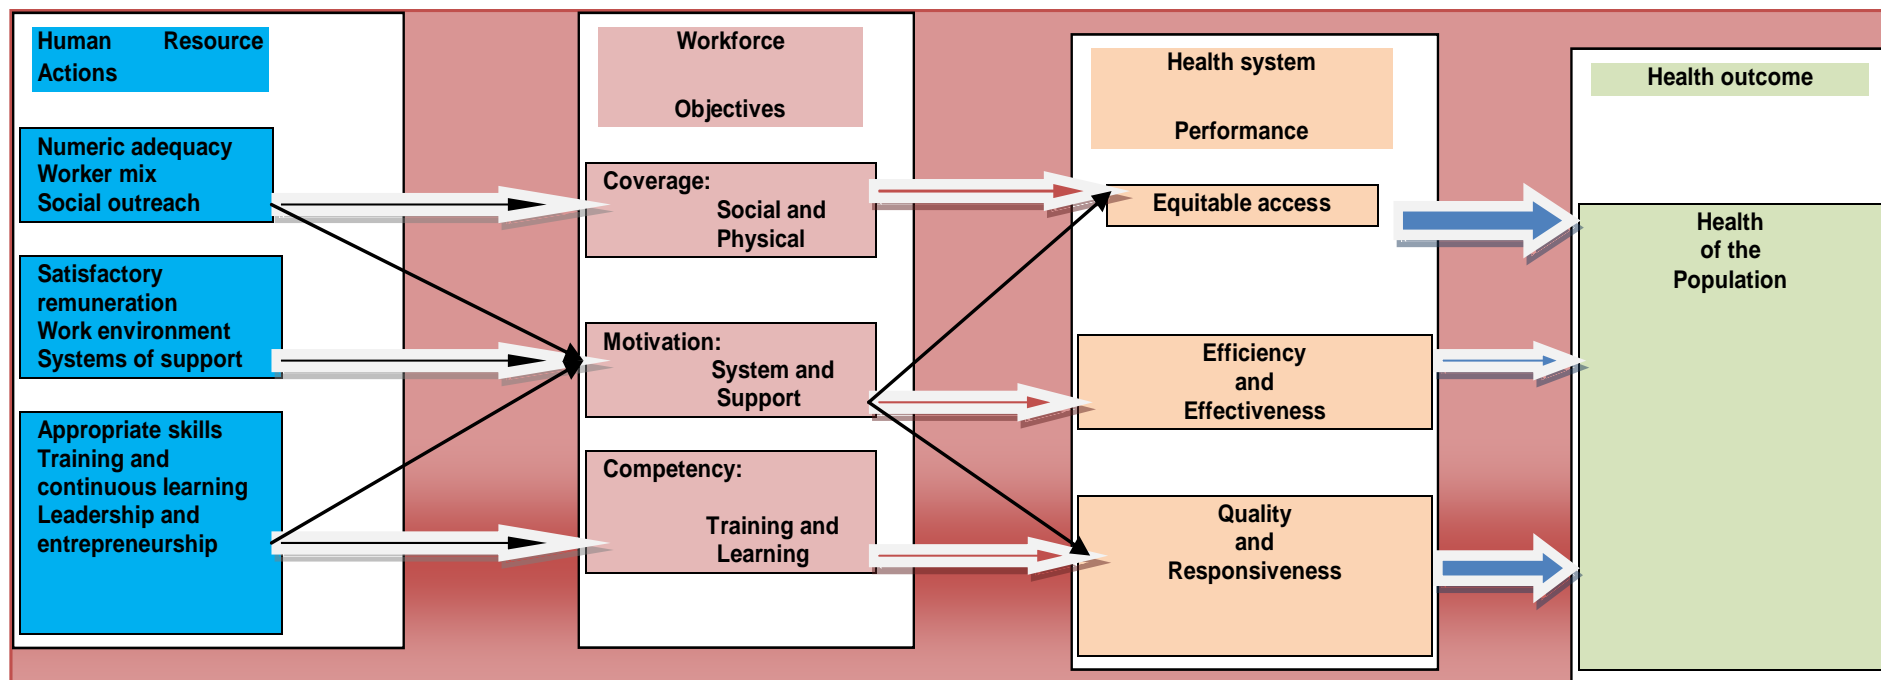 Human Resource
Actions
Numeric adequacy
Worker mix
Social outreach
Satisfactory
remuneration
Work environment
Systems of support
Appropriate skills
Training and
continuous learning
Leadership and
entrepreneurship
Workforce
Objectives
Coverage:
Social and
Physical
Motivation:
System and
Support
Competency:
Training and
Learning
Health system
Performance
Equitable access
Efficiency
and
Effectiveness
Quality
and
Responsiveness
Health outcome
Health
of the
Population